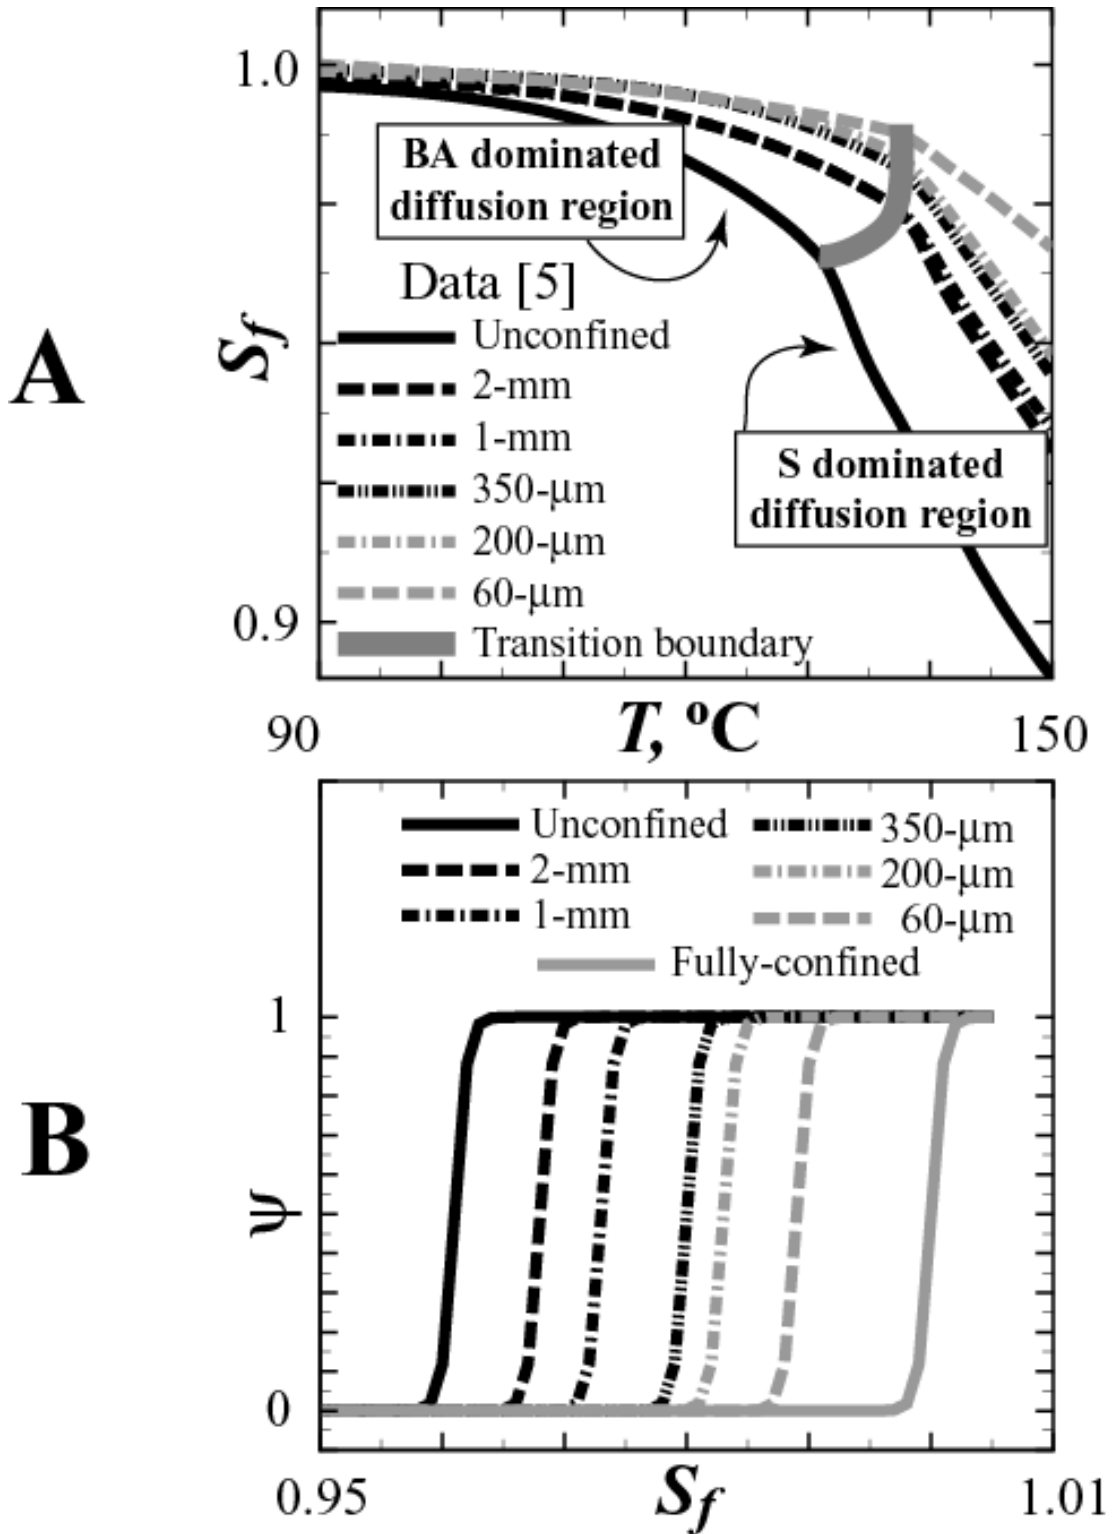 A
1.0
BA dominated
diffusion region
Data [5]
S_f
Unconfined
2-mm
1-mm
350-μm
200-μm
60-μm
Transition boundary
S dominated
diffusion region
0.9
90
T, ºC
150
B
Unconfined
2-mm
1-mm
350-μm
200-μm
60-μm
Fully-confined
1
ψ
0
0.95
S_f
1.01